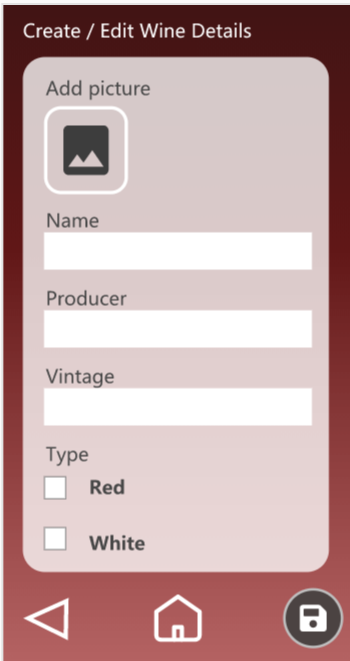 Create / Edit Wine Details
Add picture
Name
Producer
Vintage
Type
Red
White